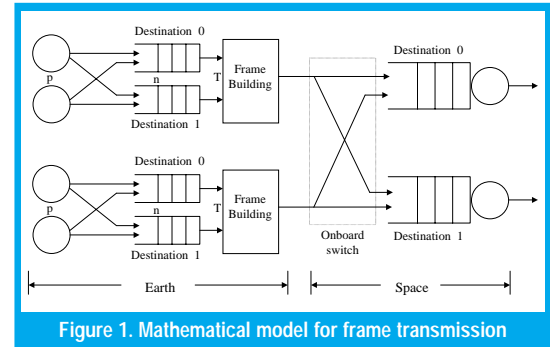 Destination 0
Destination 0
p
n
T
Frame
Building
Destination 1
Destination 0
p
n
T
Frame
Building
Destination 1
Onboard
switch
Destination 1
Earth
Space
Figure 1. Mathematical model for frame transmission